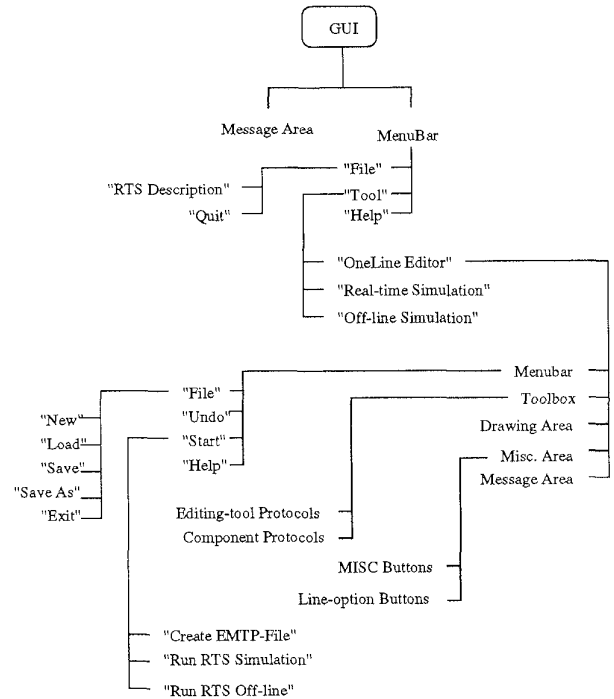 GUI
Message Area
MenuBar
"File"
"RTS Description"
"Tool"
"Quit"
"Help"
"OneLine Editor"
"Real-time Simulation"
"Off-line Simulation"
Menubar
"File"
Toolbox
"New"
"Undo"
Drawing Area
"Load"
"Start"
"Save"
"Help"
Misc. Area
"Save As"
Message Area
"Exit"
Editing-tool Protocols
Component Protocols
MISC Buttons
Line-option Buttons
"Create EMTP-File"
"Run RTS Simulation"
"Run RTS Off-line"